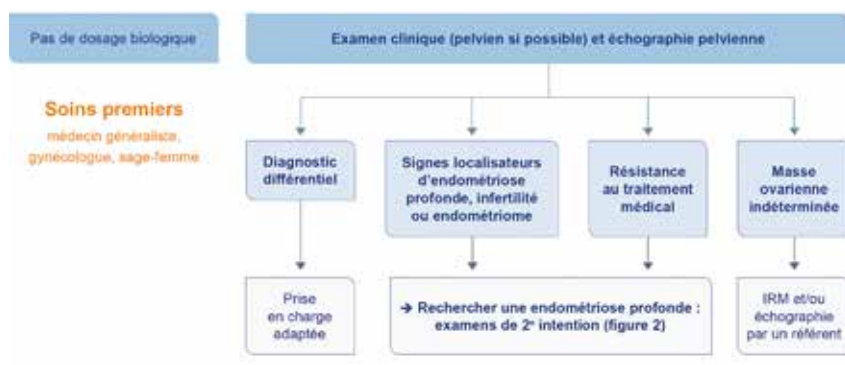 Pas de dosage biologique
Examen clinique (pelvien si possible) et échographie pelvienne
Soins premiers
médecin généraliste,
gynécologue, sage-femme
Diagnostic
différentiel
Signes localisateurs
d'endométriose
profonde, infertilité
ou endométriome
Résistance
au traitement
médical
Masse
ovarienne
indéterminée
Prise
en charge
adaptée
➔ Rechercher une endométriose profonde :
examens de 2e intention (figure 2)
IRM et/ou
échographie
par un référent